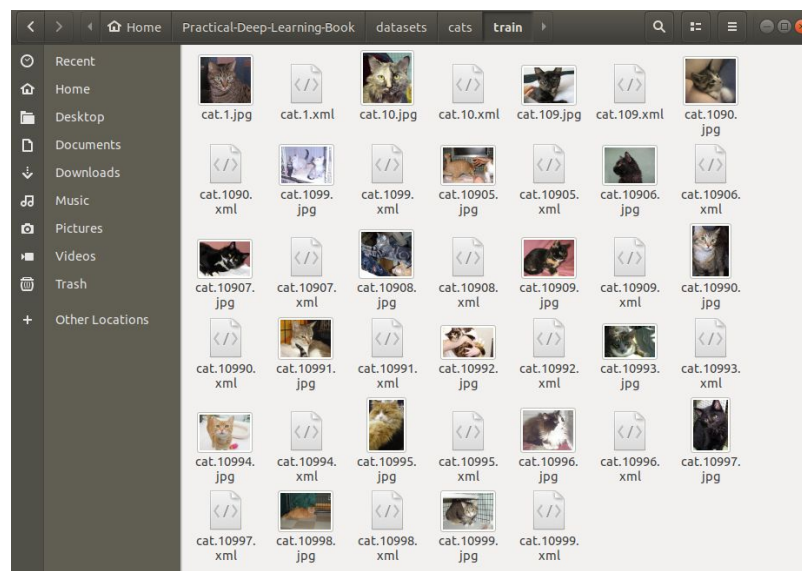 Home Practical-Deep-Learning-Book datasets cats train
Recent
Home
Desktop
Documents
Downloads
Music
Pictures
Videos
Trash
+ Other Locations
cat.1.jpg cat.1.xml cat.10.jpg cat.10.xml cat.109.jpg cat.109.xml cat.1090.
jpg
cat.1090. cat.1099. cat.1099. cat.10905. cat.10905. cat.10906. cat.10906.
xml jpg xml jpg xml jpg xml
cat.10907. cat.10907. cat.10908. cat.10908. cat.10909. cat.10909. cat.10990.
jpg xml jpg xml jpg xml jpg
cat.10990. cat.10991. cat.10991. cat.10992. cat.10992. cat.10993. cat.10993.
xml jpg xml jpg xml jpg xml
cat.10994. cat.10994. cat.10995. cat.10995. cat.10996. cat.10996. cat.10997.
jpg xml jpg xml jpg xml jpg
cat.10997. cat.10998. cat.10998. cat.10999. cat.10999.
xml jpg xml jpg xml